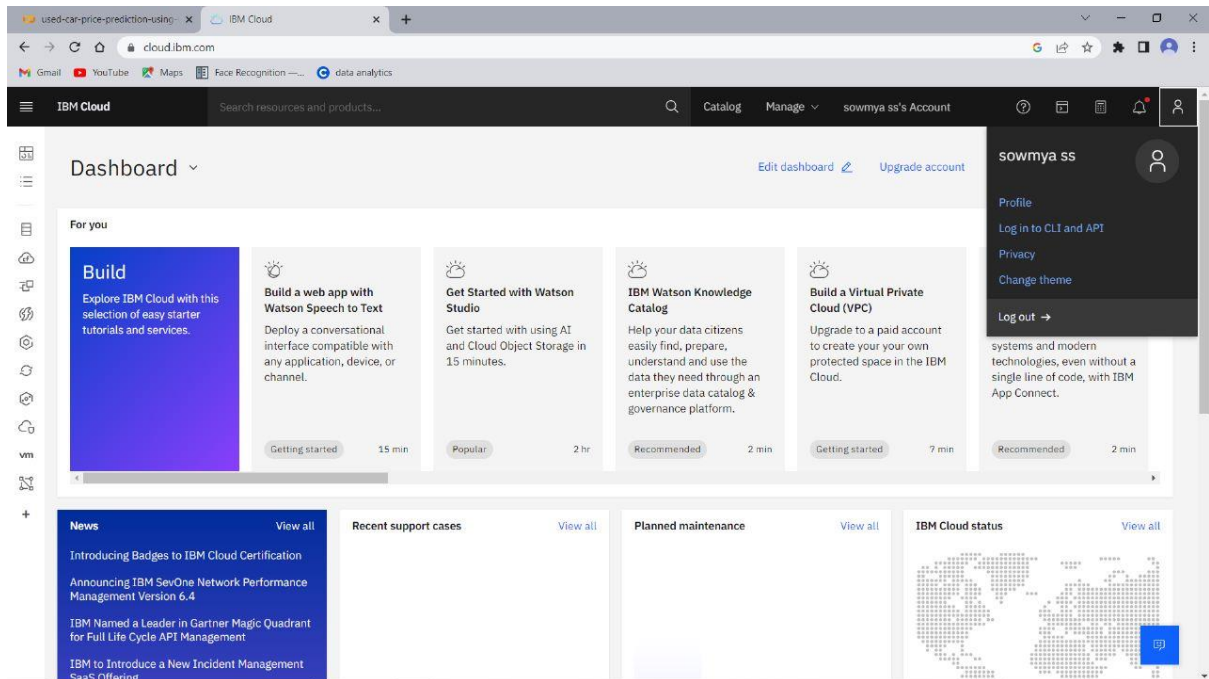 used-car-price-prediction-using-
IBM Cloud
cloud.ibm.com
Gmail
YouTube
Maps
Face Recognition —...
data analytics
IBM Cloud
Search resources and products...
Catalog
Manage
sowmya ss's Account
Dashboard
Edit dashboard
Upgrade account
sowmya ss
Profile
Log in to CLI and API
Privacy
Change theme
Log out →
For you
Build
Explore IBM Cloud with this
selection of easy starter
tutorials and services.
Build a web app with
Watson Speech to Text
Deploy a conversational
interface compatible with
any application, device, or
channel.
Getting started
15 min
Get Started with Watson
Studio
Get started with using AI
and Cloud Object Storage in
15 minutes.
Popular
2 hr
IBM Watson Knowledge
Catalog
Help your data citizens
easily find, prepare,
understand and use the
data they need through an
enterprise data catalog &
governance platform.
Recommended
2 min
Build a Virtual Private
Cloud (VPC)
Upgrade to a paid account
to create your your own
protected space in the IBM
Cloud.
Getting started
7 min
systems and modern
technologies, even without a
single line of code, with IBM
App Connect.
Recommended
2 min
vm
News
View all
Introducing Badges to IBM Cloud Certification
Announcing IBM SevOne Network Performance
Management Version 6.4
IBM Named a Leader in Gartner Magic Quadrant
for Full Life Cycle API Management
IBM to Introduce a New Incident Management
SaaS Offering
Recent support cases
View all
Planned maintenance
View all
IBM Cloud status
View all